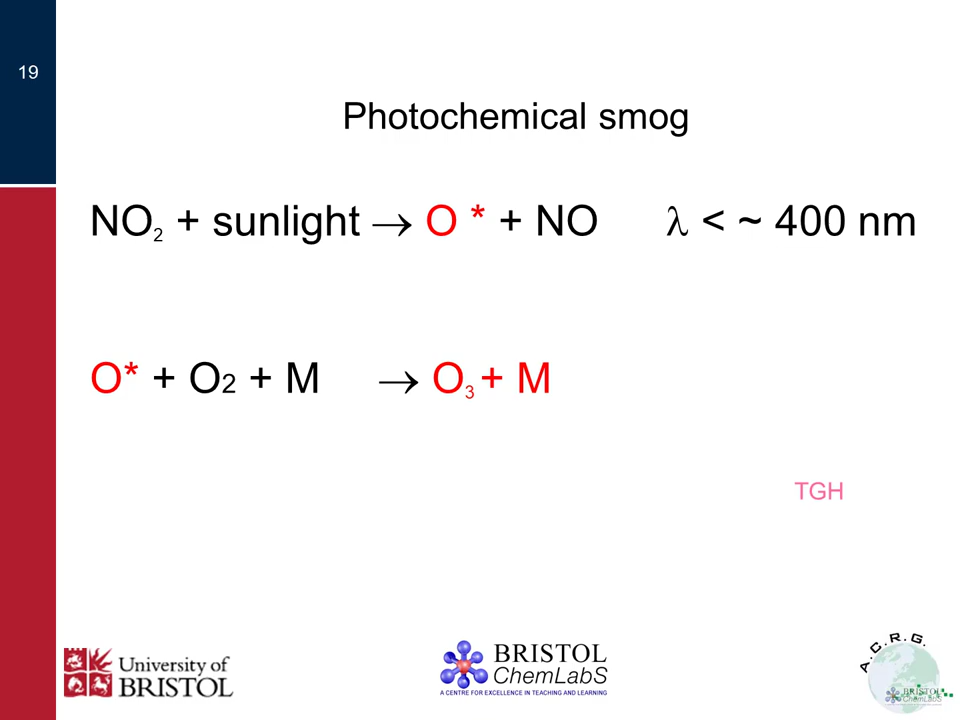 19
Photochemical smog
NO₂ + sunlight → O * + NO λ < ~ 400 nm
O* + O2 + M → O₃ + M
TGH
University of
BRISTOL
BRISTOL
ChemLabS
A CENTRE FOR EXCELLENCE IN TEACHING AND LEARNING
A.C.R.G.
BRISTOL
ChemLabS